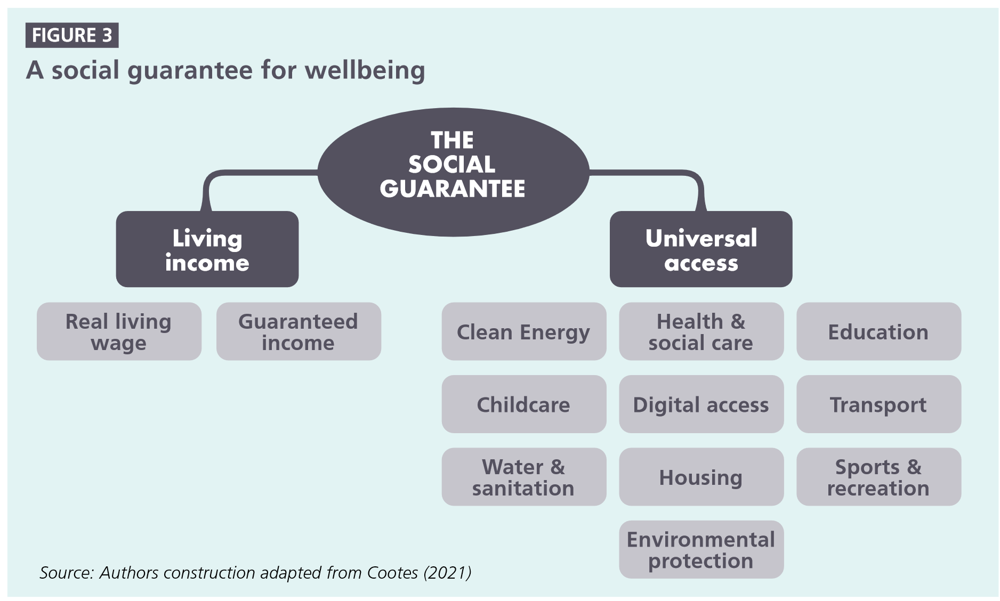 FIGURE 3
A social guarantee for wellbeing
THE
SOCIAL
GUARANTEE
Living
income
Universal
access
Real living
wage
Guaranteed
income
Clean Energy
Health &
social care
Education
Childcare
Digital access
Transport
Water &
sanitation
Housing
Sports &
recreation
Environmental
protection
Source: Authors construction adapted from Cootes (2021)